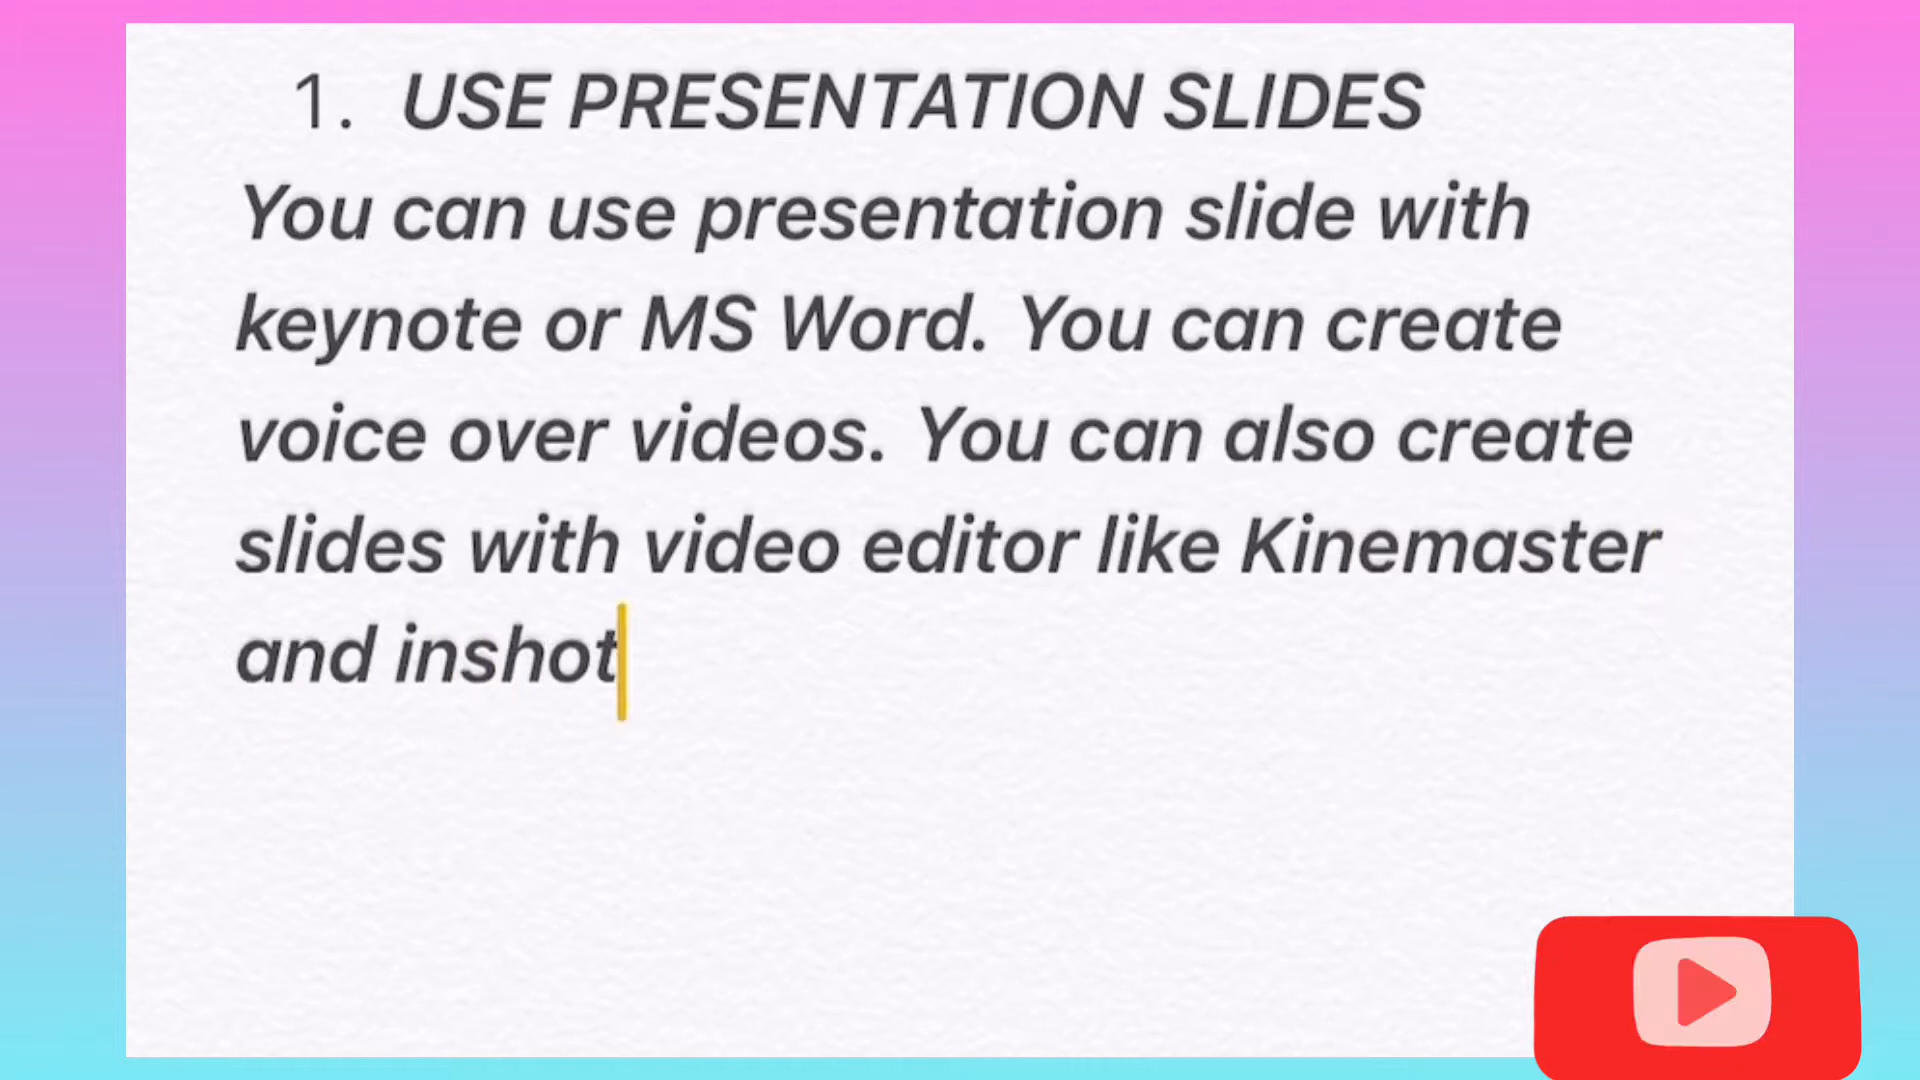 1. USE PRESENTATION SLIDES
You can use presentation slide with
keynote or MS Word. You can create
voice over videos. You can also create
slides with video editor like Kinemaster
and inshot